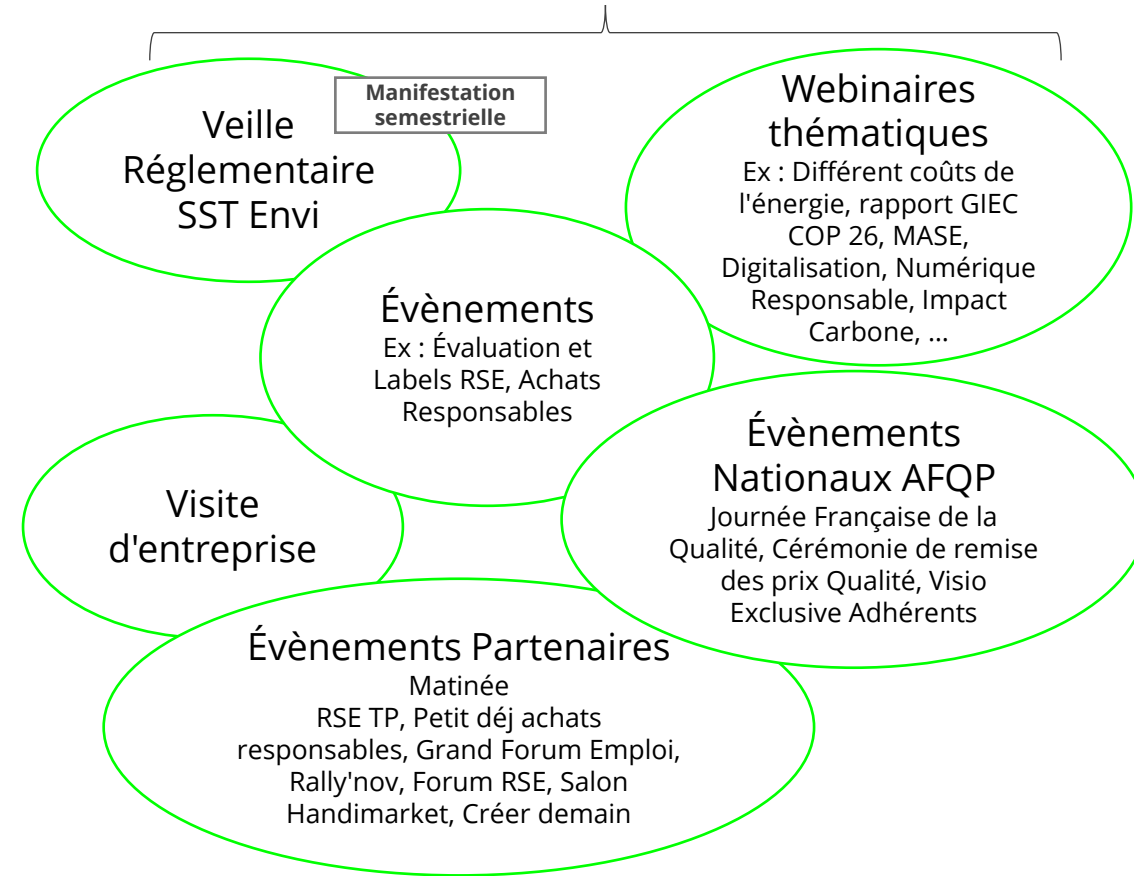 Veille
Réglementaire
SST Envi
Manifestation
semestrielle
Webinaires
thématiques
Ex : Différent coûts de
l'énergie, rapport GIEC
COP 26, MASE,
Digitalisation, Numérique
Responsable, Impact
Carbone, ...
Évènements
Ex : Évaluation et
Labels RSE, Achats
Responsables
Évènements
Nationaux AFQP
Journée Française de la
Qualité, Cérémonie de remise
des prix Qualité, Visio
Exclusive Adhérents
Visite
d'entreprise
Évènements Partenaires
Matinée
RSE TP, Petit déj achats
responsables, Grand Forum Emploi,
Rally'nov, Forum RSE, Salon
Handimarket, Créer demain